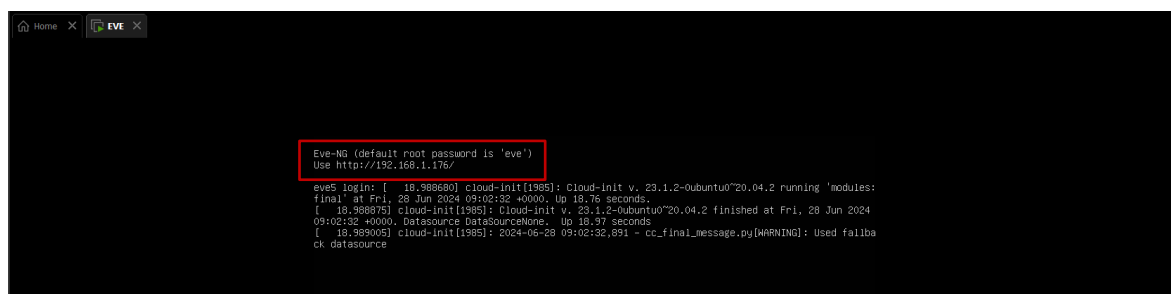 Home
EVE
Eve-NG (default root password is 'eve')
Use http://192.168.1.176/
eve5 login: [   18.988680] cloud-init[1985]: Cloud-init v. 23.1.2-0ubuntu0~20.04.2 running 'modules:
final' at Fri, 28 Jun 2024 09:02:32 +0000. Up 18.76 seconds.
[   18.988875] cloud-init[1985]: Cloud-init v. 23.1.2-0ubuntu0~20.04.2 finished at Fri, 28 Jun 2024
09:02:32 +0000. Datasource DataSourceNone.  Up 18.97 seconds
[   18.989005] cloud-init[1985]: 2024-06-28 09:02:32,891 - cc_final_message.py[WARNING]: Used fallba
ck datasource